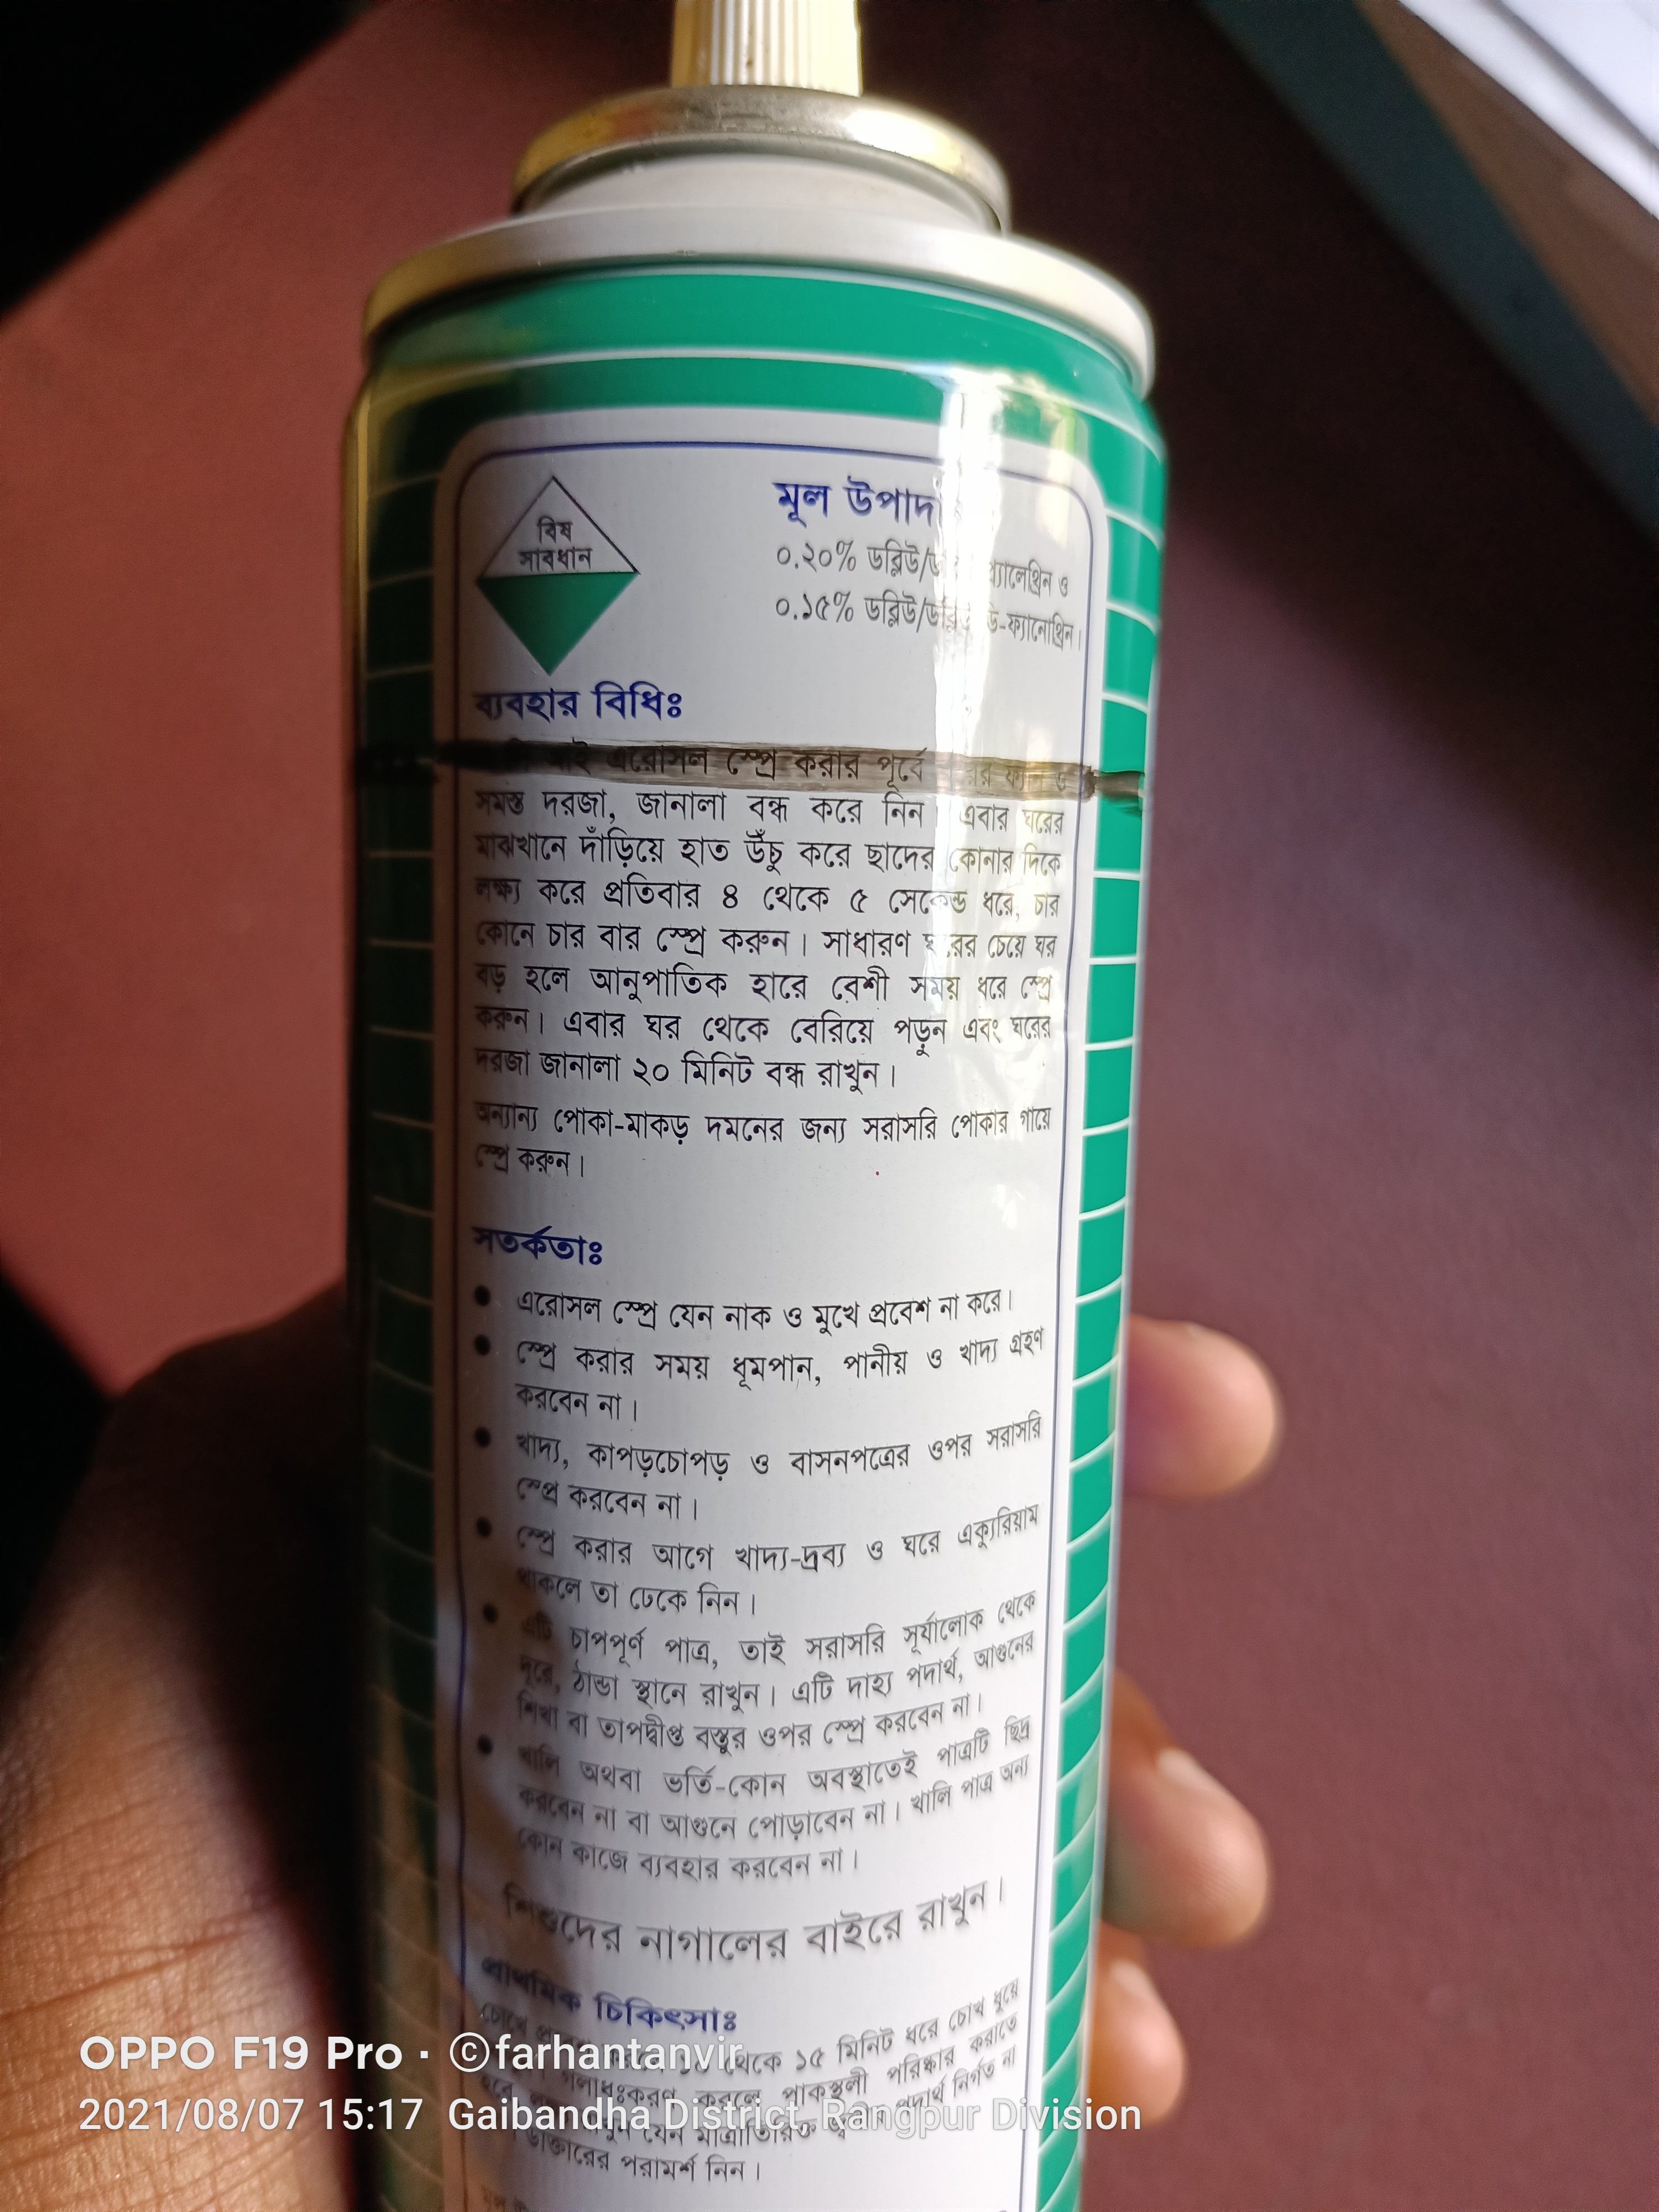 বিষ
সাবধান
মূল উপাদ
০.২০% ডব্লিউ/ড ্যালেথ্রিন ও
০.১৫% ডব্লিউ/ডব্লিউ ডি-ফ্যানোথ্রিন।
ব্যবহার বিধিঃ
এরোসল স্প্রে করার পূর্বে
সমস্ত দরজা, জানালা বন্ধ করে নিন। এবার ঘরের
মাঝখানে দাঁড়িয়ে হাত উঁচু করে ছাদের কোনার দিকে
লক্ষ্য করে প্রতিবার ৪ থেকে ৫ সেকেন্ড ধরে, চার
কোনে চার বার স্প্রে করুন। সাধারণ ঘরের চেয়ে ঘর
বড় হলে আনুপাতিক হারে বেশী সময় ধরে স্প্রে
করুন। এবার ঘর থেকে বেরিয়ে পড়ুন এবং ঘরের
দরজা জানালা ২০ মিনিট বন্ধ রাখুন।
অন্যান্য পোকা-মাকড় দমনের জন্য সরাসরি পোকার গায়ে
স্প্রে করুন।
সতর্কতাঃ
● এরোসল স্প্রে যেন নাক ও মুখে প্রবেশ না করে।
● স্প্রে করার সময় ধূমপান, পানীয় ও খাদ্য গ্রহণ
করবেন না।
● খাদ্য, কাপড়চোপড় ও বাসনপত্রের ওপর সরাসরি
স্প্রে করবেন না।
● স্প্রে করার আগে খাদ্য-দ্রব্য ও ঘরে একুরিয়াম
থাকলে তা ঢেকে নিন।
● এটি চাপপূর্ণ পাত্র, তাই সরাসরি সূর্যালোক থেকে
দূরে, ঠান্ডা স্থানে রাখুন। এটি দাহ্য পদার্থ, আগুনের
শিখা বা তাপদ্বীপ্ত বস্তুর ওপর স্প্রে করবেন না।
● খালি অথবা ভর্তি-কোন অবস্থাতেই পাত্রটি ছিদ্র
করবেন না বা আগুনে পোড়াবেন না। খালি পাত্র অন্য
কোন কাজে ব্যবহার করবেন না।
শিশুদের নাগালের বাইরে রাখুন।
প্রাথমিক চিকিৎসাঃ
চোখে থেকে ১৫ মিনিট ধরে চোখ ধুয়ে
গলাধঃকরণ করলে পাকস্থলী পরিষ্কার করাতে
হবে, যেন মাত্রাতিরিক্ত পদার্থ নির্গত না
ডাক্তারের পরামর্শ নিন।
OPPO F19 Pro · ©farhantanvir
2021/08/07 15:17 Gaibandha District, Rangpur Division